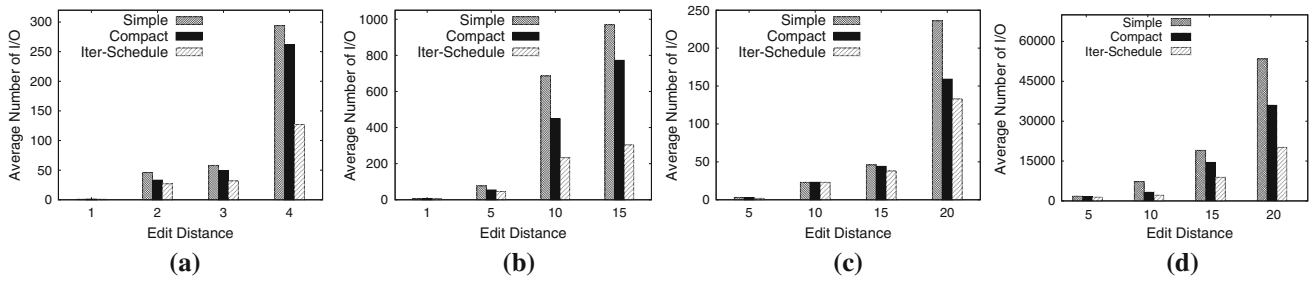 Average Number of I/O
300
250
200
150
100
50
0
Simple
Compact
Iter-Schedule
1 2 3 4
Edit Distance
(a)
Average Number of I/O
1000
800
600
400
200
0
Simple
Compact
Iter-Schedule
1 5 10 15
Edit Distance
(b)
Average Number of I/O
250
200
150
100
50
0
Simple
Compact
Iter-Schedule
5 10 15 20
Edit Distance
(c)
Average Number of I/O
60000
45000
30000
15000
0
Simple
Compact
Iter-Schedule
5 10 15 20
Edit Distance
(d)